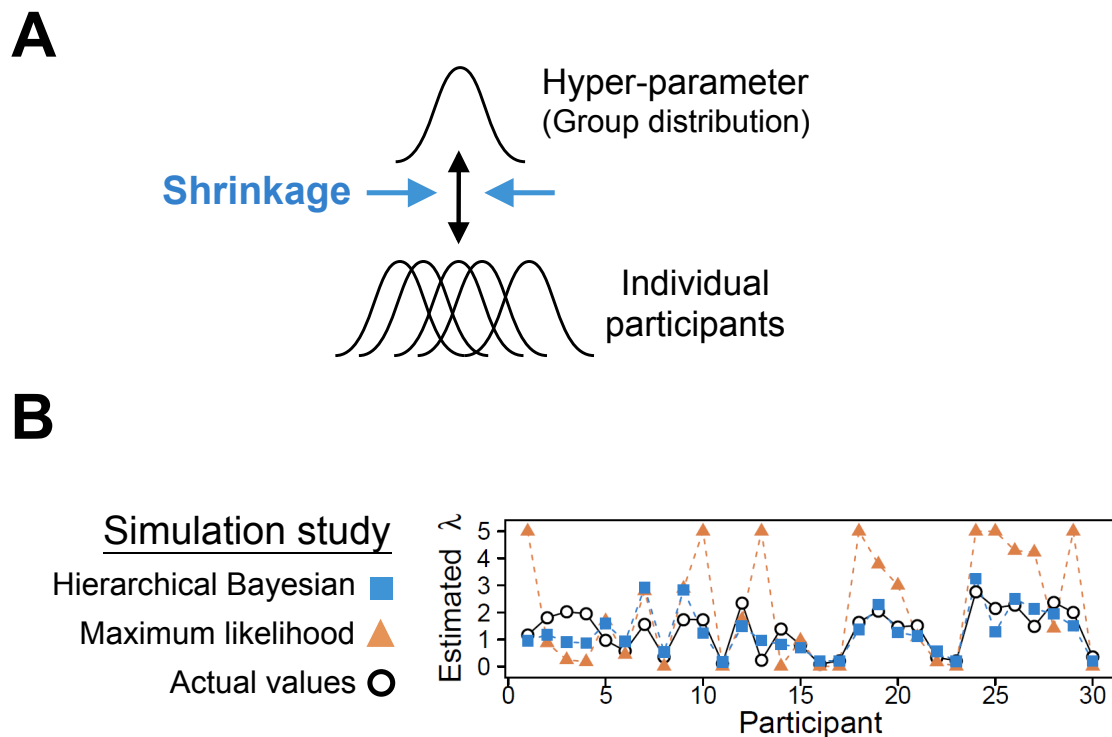 A
Hyper-parameter
(Group distribution)
Shrinkage
Individual
participants
B
Simulation study
Hierarchical Bayesian
Maximum likelihood
Actual values
Estimated λ
5
4
3
2
1
0
0 5 10 15 20 25 30
Participant